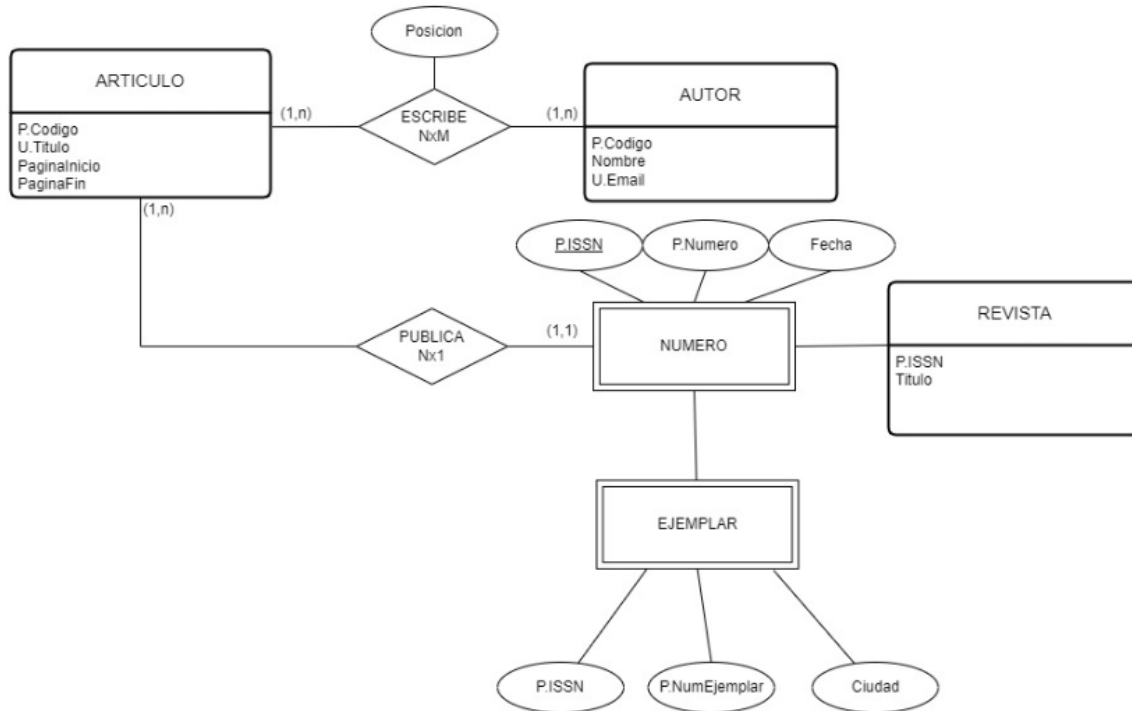 Posicion
ARTICULO
P.Codigo
U.Titulo
PaginaInicio
PaginaFin
(1,n)
ESCRIBE
NxM
(1,n)
AUTOR
P.Codigo
Nombre
U.Email
(1,n)
P.ISSN
P.Numero
Fecha
PUBLICA
Nx1
(1,1)
NUMERO
REVISTA
P.ISSN
Titulo
EJEMPLAR
P.ISSN
P.NumEjemplar
Ciudad